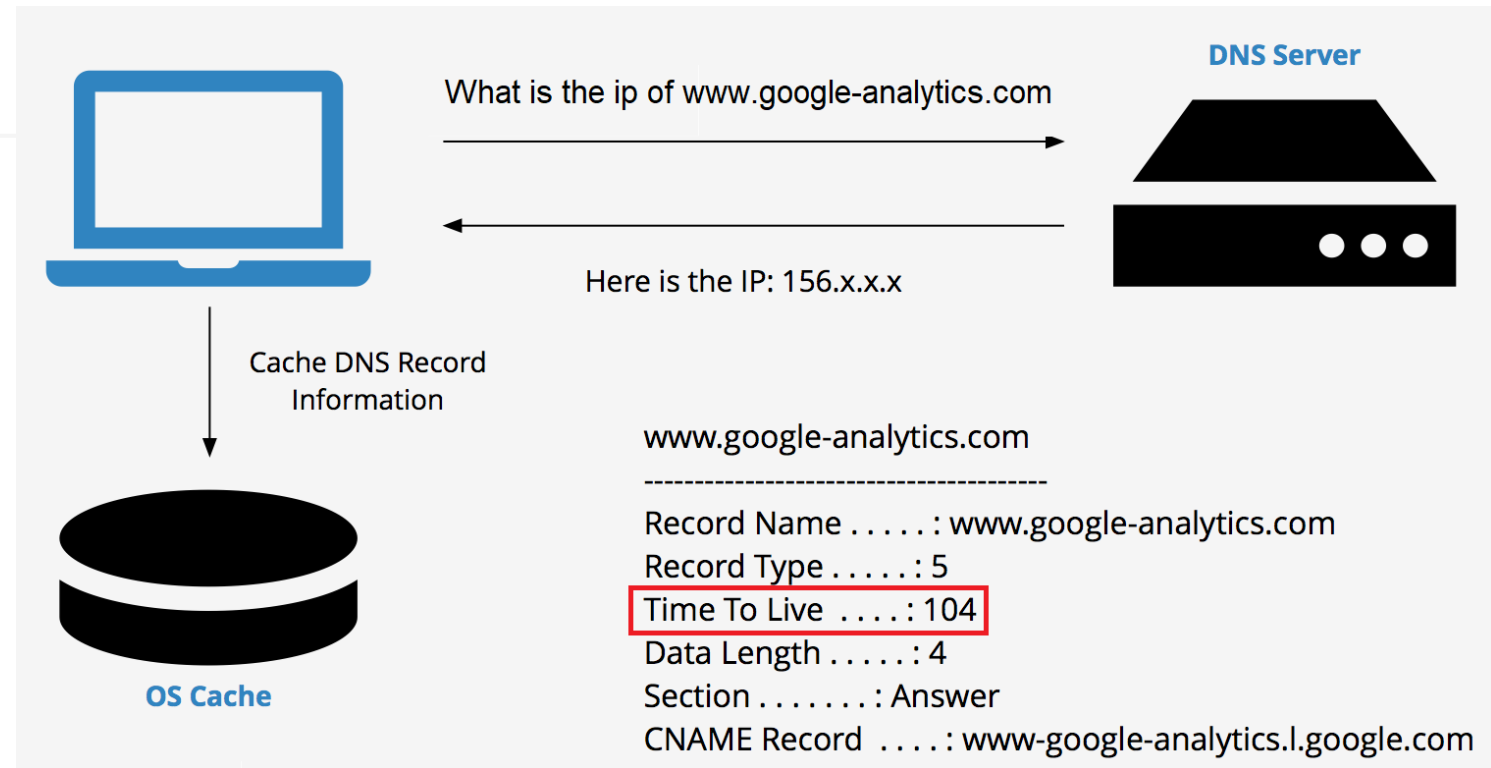 DNS Server
What is the ip of www.google-analytics.com
Here is the IP: 156.x.x.x
Cache DNS Record
Information
OS Cache
www.google-analytics.com
----------------------------------------
Record Name . . . . . : www.google-analytics.com
Record Type . . . . . : 5
Time To Live  . . . . : 104
Data Length . . . . . : 4
Section . . . . . . . : Answer
CNAME Record  . . . . : www-google-analytics.l.google.com